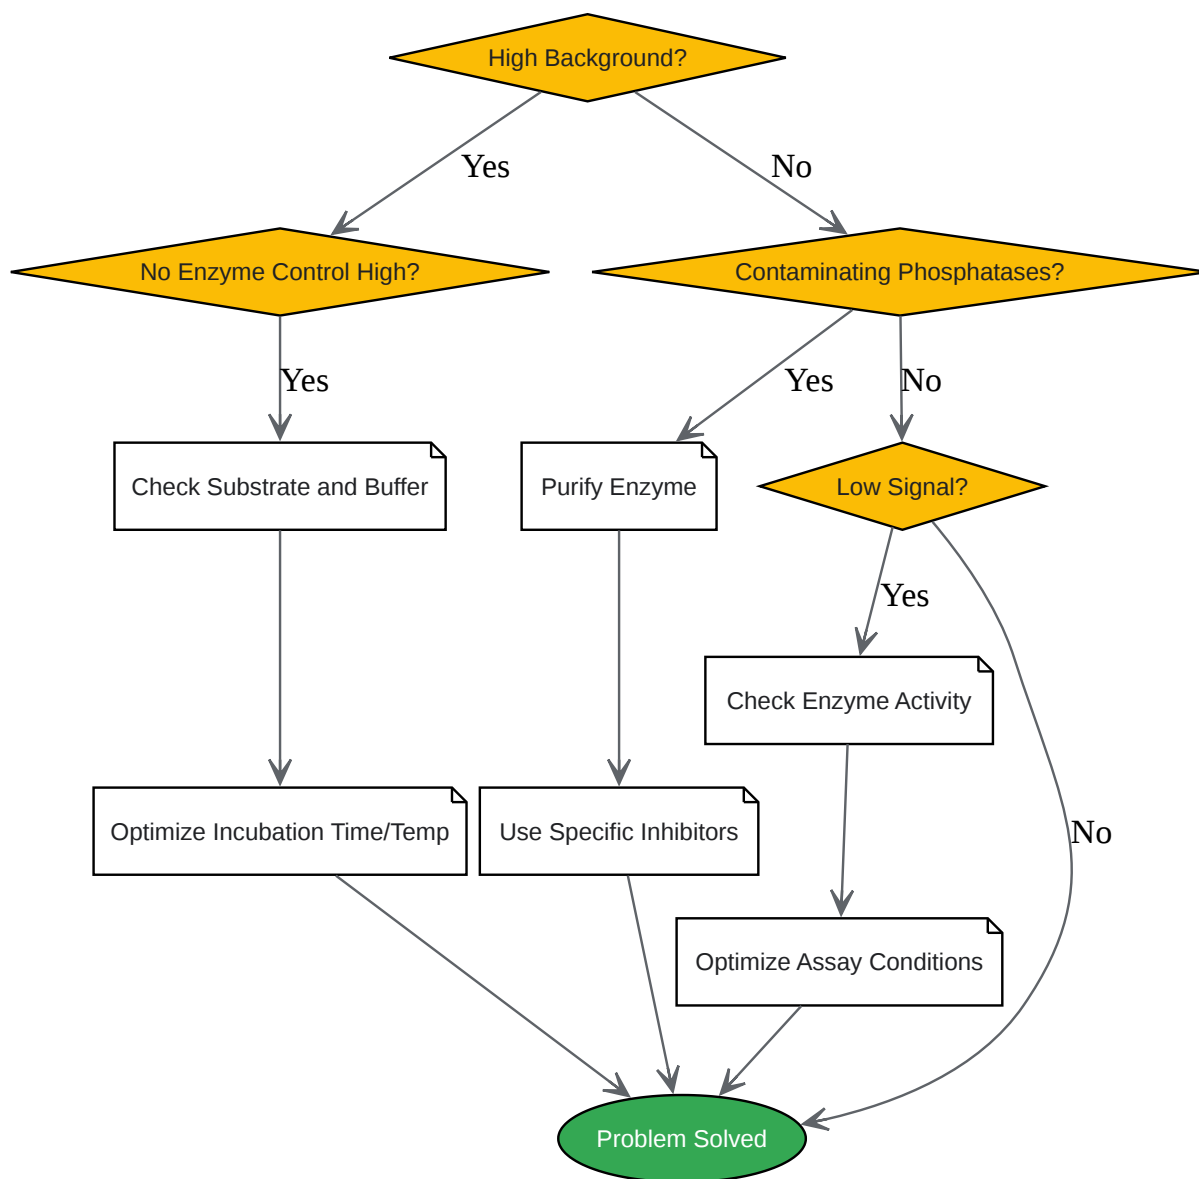 High Background?
Yes
No
No Enzyme Control High?
Contaminating Phosphatases?
Yes
Yes
No
Check Substrate and Buffer
Purify Enzyme
Low Signal?
Yes
Check Enzyme Activity
Optimize Incubation Time/Temp
Use Specific Inhibitors
No
Optimize Assay Conditions
Problem Solved